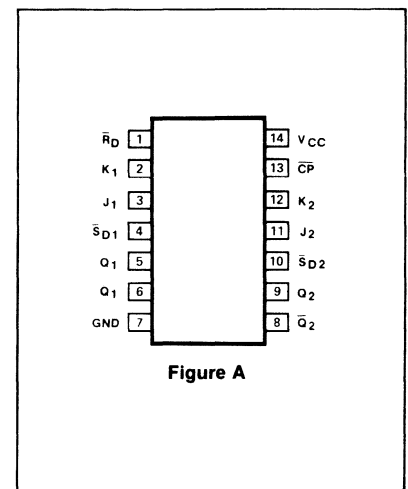 R̄D 1 14 VCC
K1 2 13 C̄P̄
J1 3 12 K2
S̄D1 4 11 J2
Q1 5 10 S̄D2
Q1 6 9 Q2
GND 7 8 Q̄2
Figure A